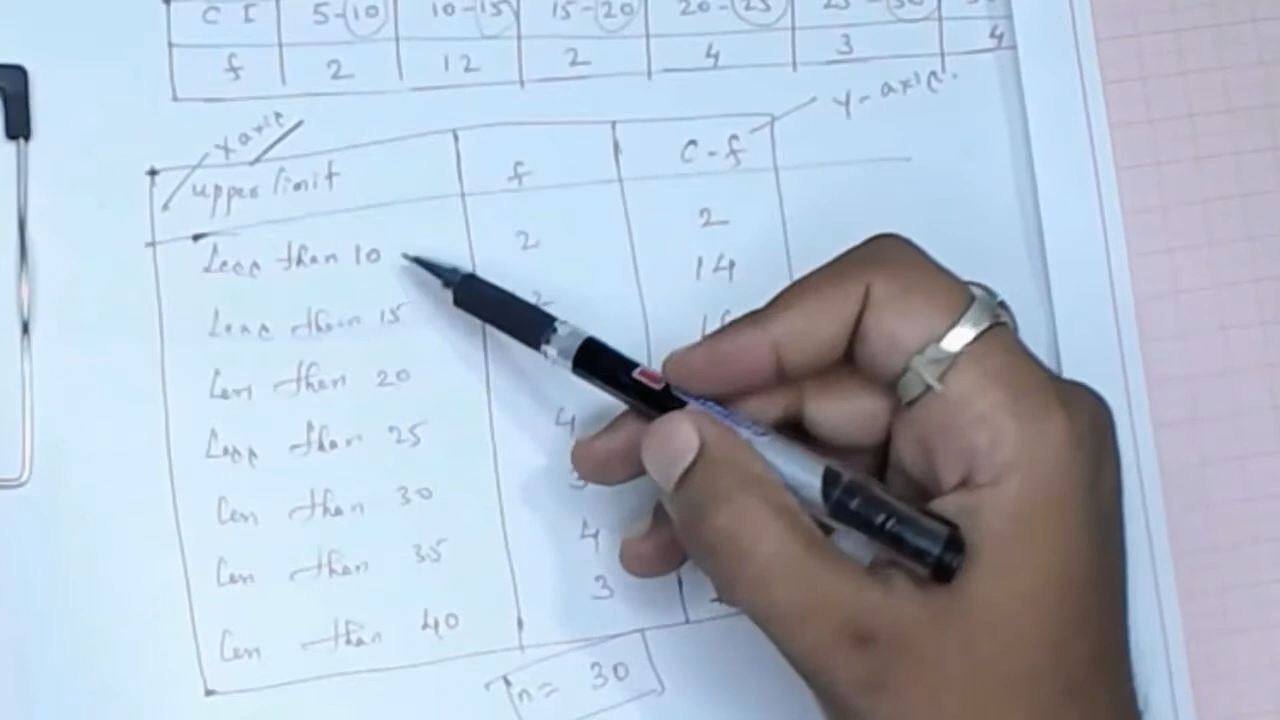 C I 5-10 10-15 15-20 20-25
f 2 12 2 4 3 4
x axis
y-axis
upper limit f c-f
Less than 10 2 2
Less than 15 2 14
Less than 20
Less than 25 4
Less than 30
Less than 35 4
Less than 40 3
n = 30